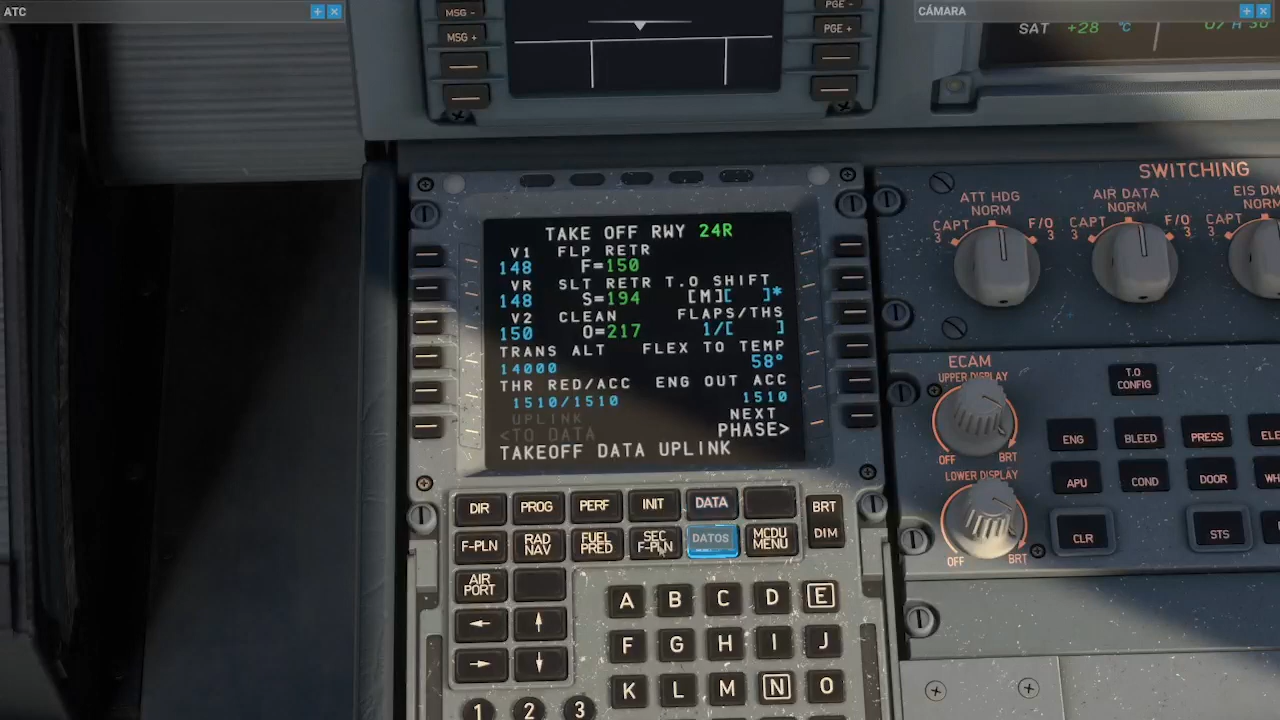 ATC
CÁMARA
MSG -
MSG +
PGE -
PGE +
SAT +28 °C
SWITCHING
ATT HDG
NORM
CAPT
3
F/O
3
AIR DATA
NORM
CAPT
3
F/O
3
NORM
CAPT
3
TAKE OFF RWY 24R
V1 FLP RETR
148 F=150
VR SLT RETR T.O SHIFT
148 S=194 [M][ ]*
V2 CLEAN FLAPS/THS
150 O=217 1/[ ]
TRANS ALT FLEX TO TEMP
14000 58°
THR RED/ACC ENG OUT ACC
1510/1510 1510
UPLINK NEXT
<TO DATA PHASE>
TAKEOFF DATA UPLINK
ECAM
UPPER DISPLAY
OFF BRT
LOWER DISPLAY
OFF BRT
T.O
CONFIG
ENG BLEED PRESS
APU COND DOOR
CLR STS
DIR PROG PERF INIT DATA
BRT
DIM
F-PLN
RAD
NAV
FUEL
PRED
SEC
F-PLN
DATOS
MCDU
MENU
AIR
PORT
← ↑
→ ↓
A B C D E
F G H I J
K L M N O
1 2 3